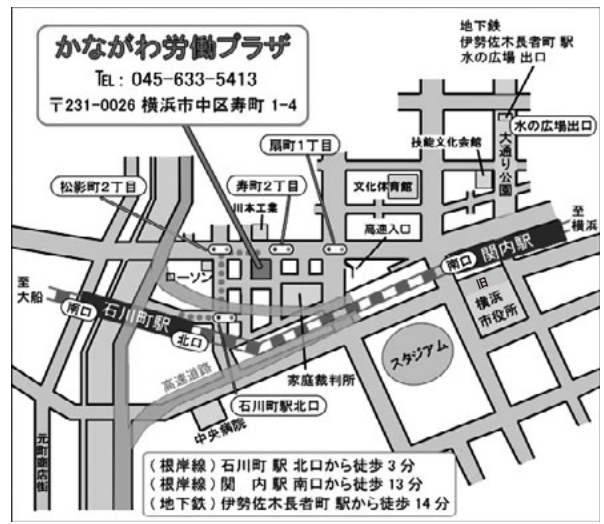 かながわ労働プラザ
TEL: 045-633-5413
〒231-0026 横浜市中区寿町 1-4
地下鉄
伊勢佐木長者町 駅
水の広場 出口
水の広場出口
大通り公園
技能文化会館
扇町1丁目
松影町2丁目
寿町2丁目
文化体育館
川本工業
高速入口
至
横浜
関内駅
南口
ローソン
至
大船
南口
石川町駅
北口
旧
横浜
市役所
スタジアム
家庭裁判所
高速道路
石川町駅北口
中央病院
元町商店街
(根岸線) 石川町 駅 北口から徒歩 3 分
(根岸線) 関 内 駅 南口から徒歩 13 分
(地下鉄) 伊勢佐木長者町 駅から徒歩 14 分